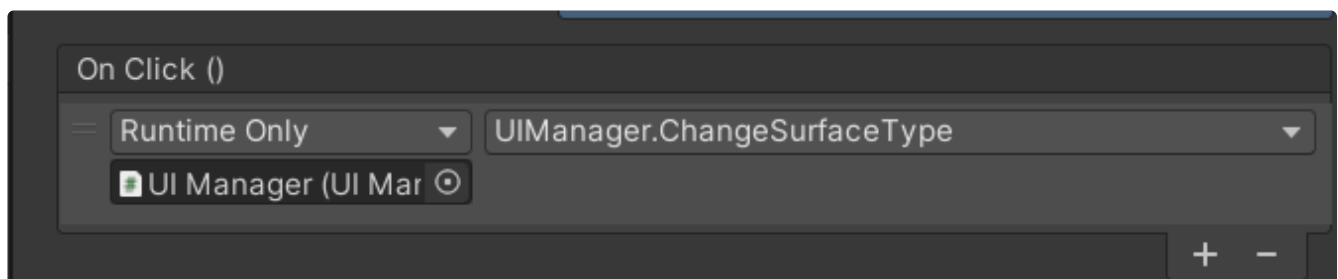 On Click ()
Runtime Only UIManager.ChangeSurfaceType
UI Manager (UI Mar